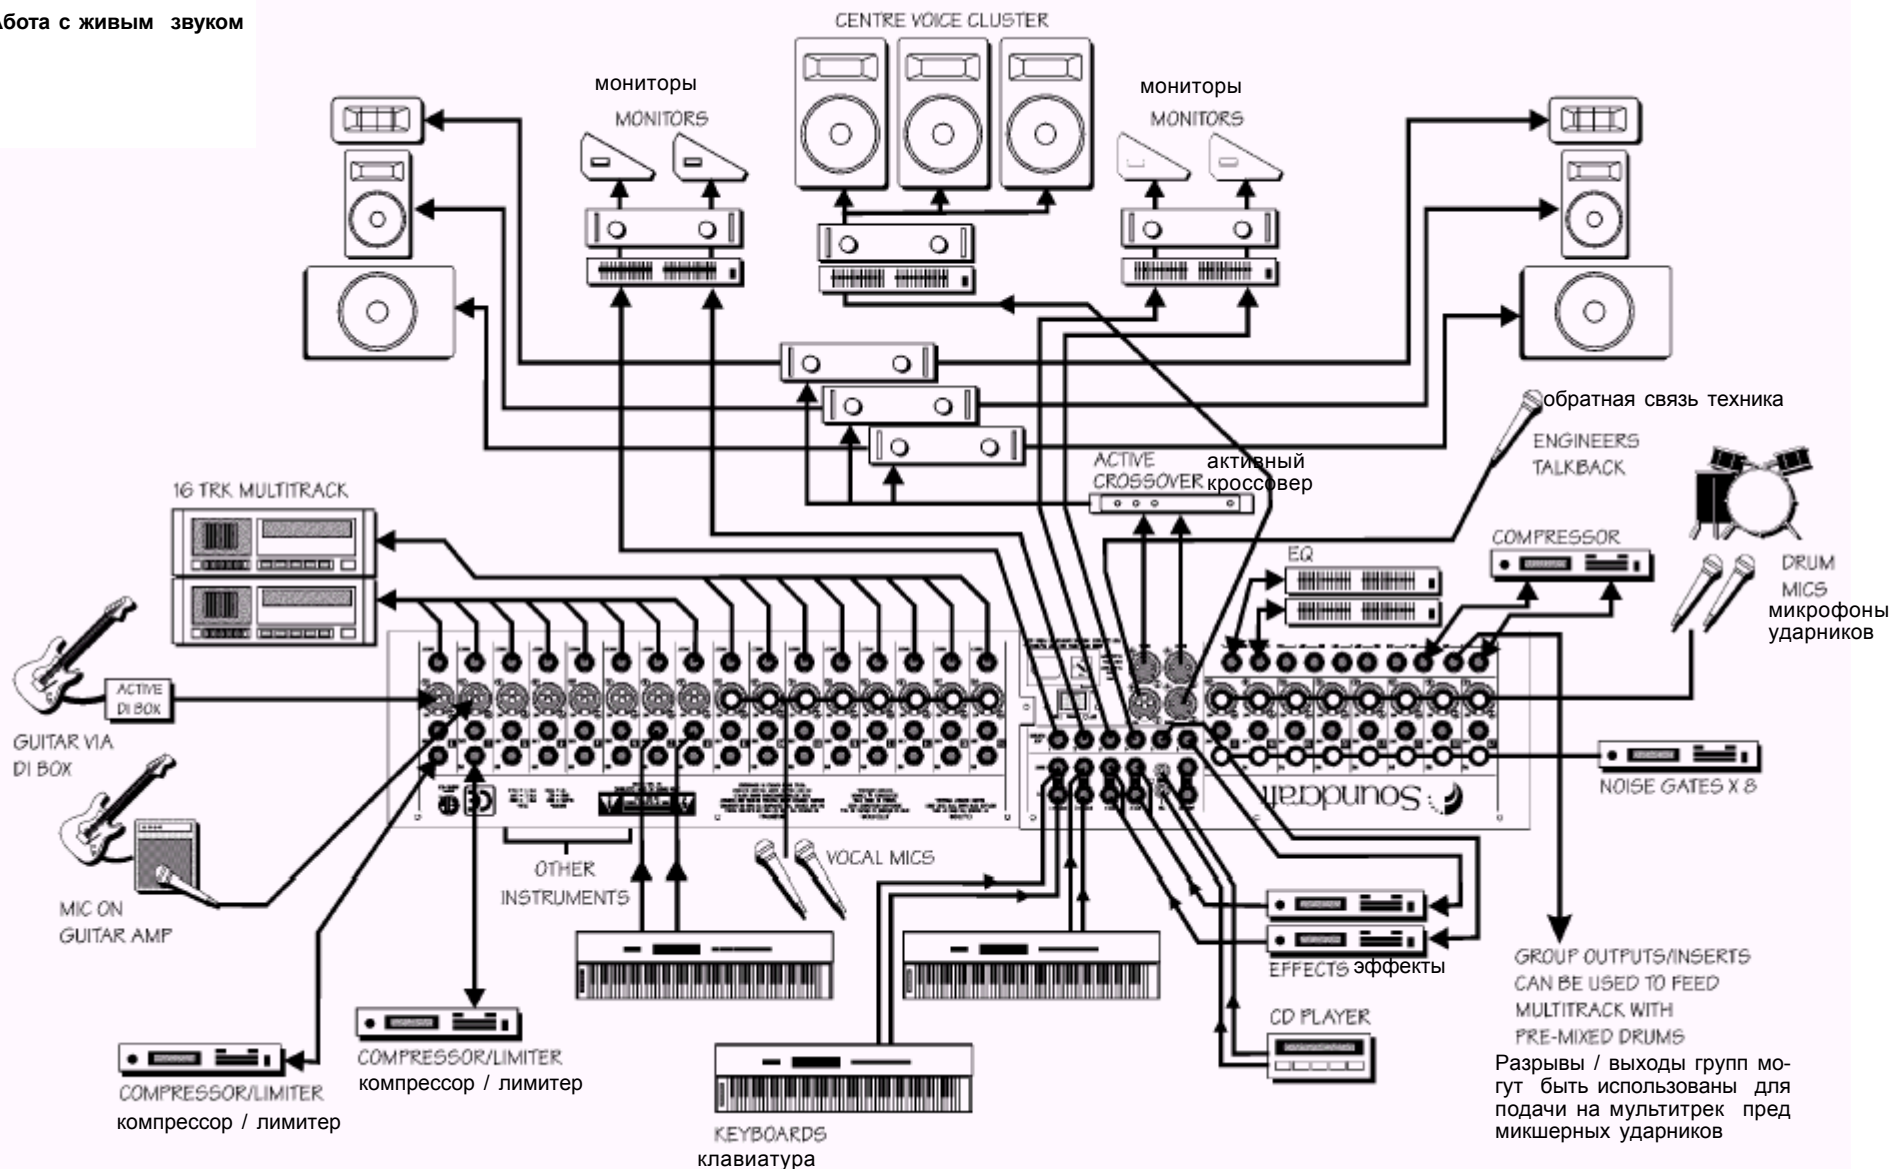 бота с живым звуком
CENTRE VOICE CLUSTER
мониторы
MONITORS
мониторы
MONITORS
обратная связь техника
ENGINEERS
TALKBACK
ACTIVE
CROSSOVER
активный
кроссовер
16 TRK MULTITRACK
EQ
COMPRESSOR
DRUM
MICS
микрофоны
ударников
ACTIVE
DI BOX
GUITAR VIA
DI BOX
NOISE GATES X 8
Soundcraft
MIC ON
GUITAR AMP
OTHER
INSTRUMENTS
VOCAL MICS
EFFECTS
эффекты
CD PLAYER
GROUP OUTPUTS/INSERTS
CAN BE USED TO FEED
MULTITRACK WITH
PRE-MIXED DRUMS
Разрывы / выходы групп мо-
гут быть использованы для
подачи на мультитрек пред
микшерных ударников
COMPRESSOR/LIMITER
компрессор / лимитер
COMPRESSOR/LIMITER
компрессор / лимитер
KEYBOARDS
клавиатура